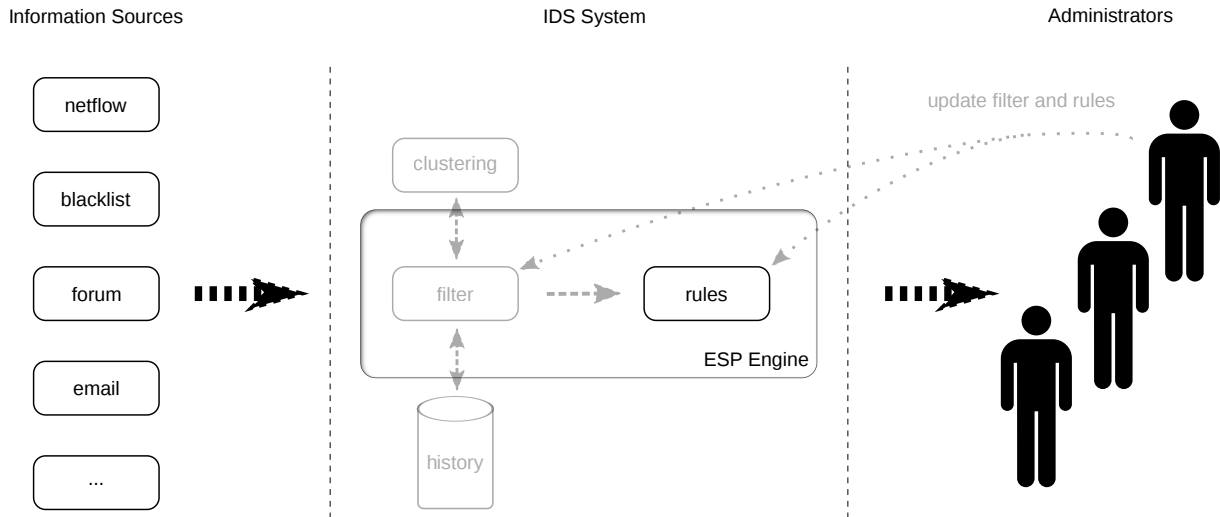 Information Sources
IDS System
Administrators
netflow
blacklist
forum
email
...
clustering
filter
rules
ESP Engine
history
update filter and rules